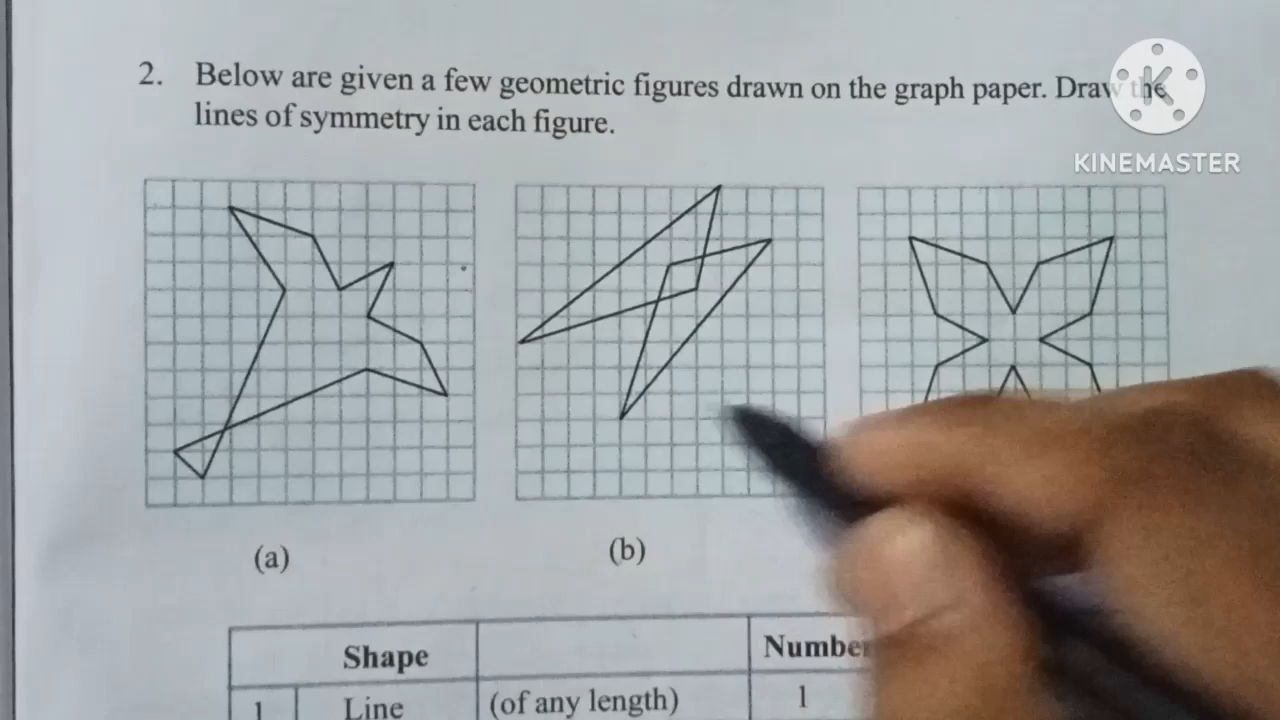 2. Below are given a few geometric figures drawn on the graph paper. Draw the
lines of symmetry in each figure.
KINEMASTER
(a)
(b)
Shape Number
1 Line (of any length) 1